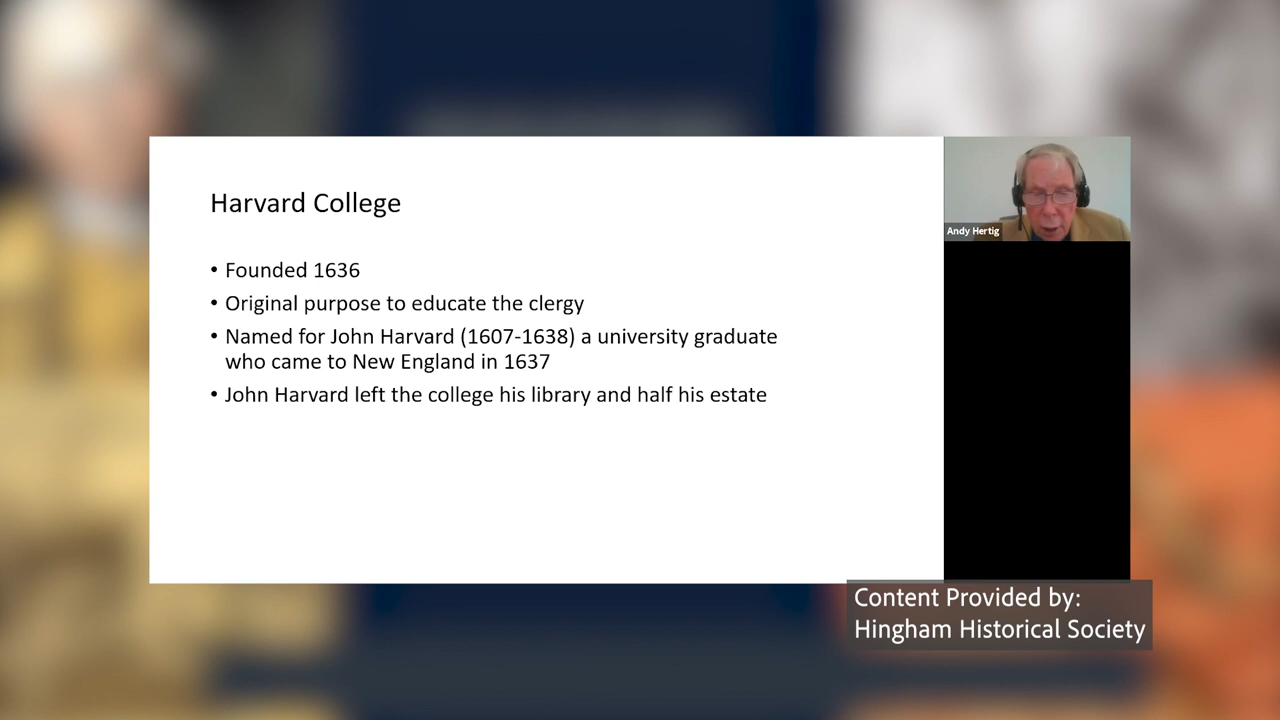 Harvard College
• Founded 1636
• Original purpose to educate the clergy
• Named for John Harvard (1607-1638) a university graduate
who came to New England in 1637
• John Harvard left the college his library and half his estate
Andy Hertig
Content Provided by:
Hingham Historical Society